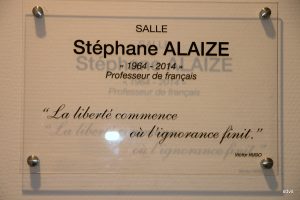 SALLE
Stéphane ALAIZE
« 1964 - 2014 »
Professeur de français
"La liberté commence
où l'ignorance finit."
Victor HUGO